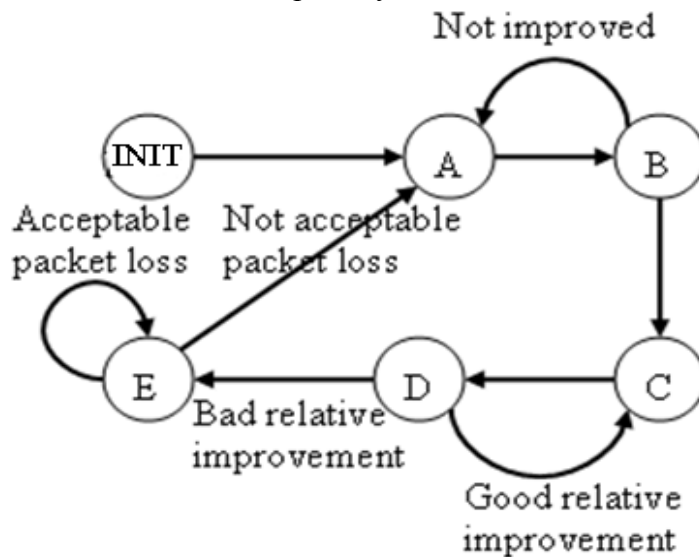 Not improved
INIT
A
B
Acceptable
packet loss
Not acceptable
packet loss
E
D
C
Bad relative
improvement
Good relative
improvement